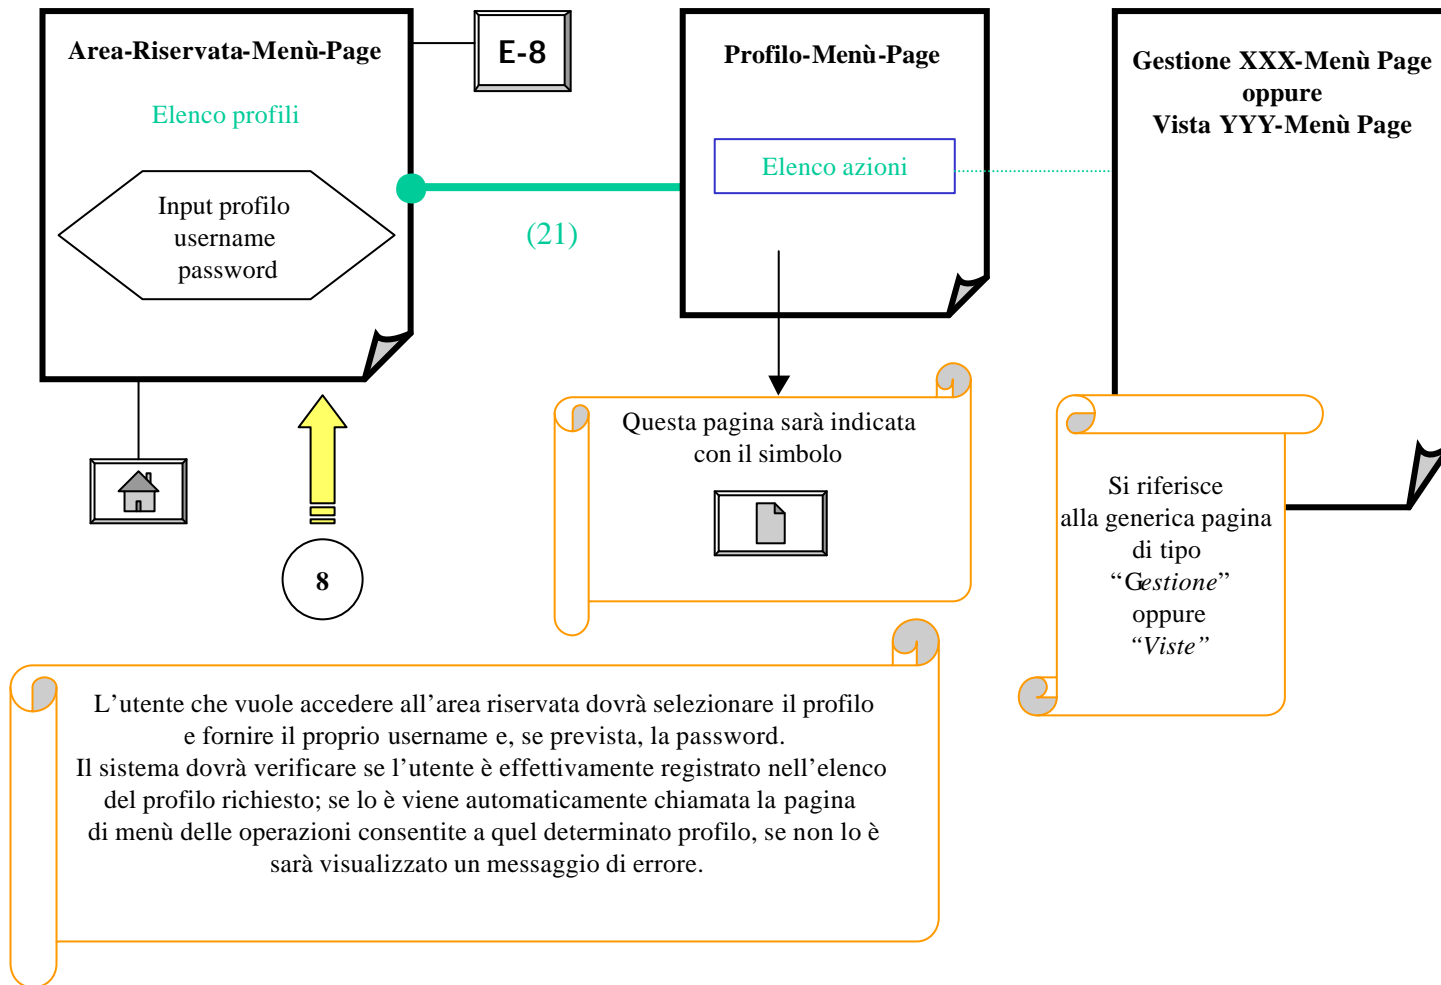 Area-Riservata-Menù-Page
Elenco profili
Input profilo
username
password
E-8
(21)
8
Profilo-Menù-Page
Elenco azioni
Questa pagina sarà indicata
con il simbolo
Gestione XXX-Menù Page
oppure
Vista YYY-Menù Page
Si riferisce
alla generica pagina
di tipo
“Gestione”
oppure
“Viste”
L’utente che vuole accedere all’area riservata dovrà selezionare il profilo
e fornire il proprio username e, se prevista, la password.
Il sistema dovrà verificare se l’utente è effettivamente registrato nell’elenco
del profilo richiesto; se lo è viene automaticamente chiamata la pagina
di menù delle operazioni consentite a quel determinato profilo, se non lo è
sarà visualizzato un messaggio di errore.